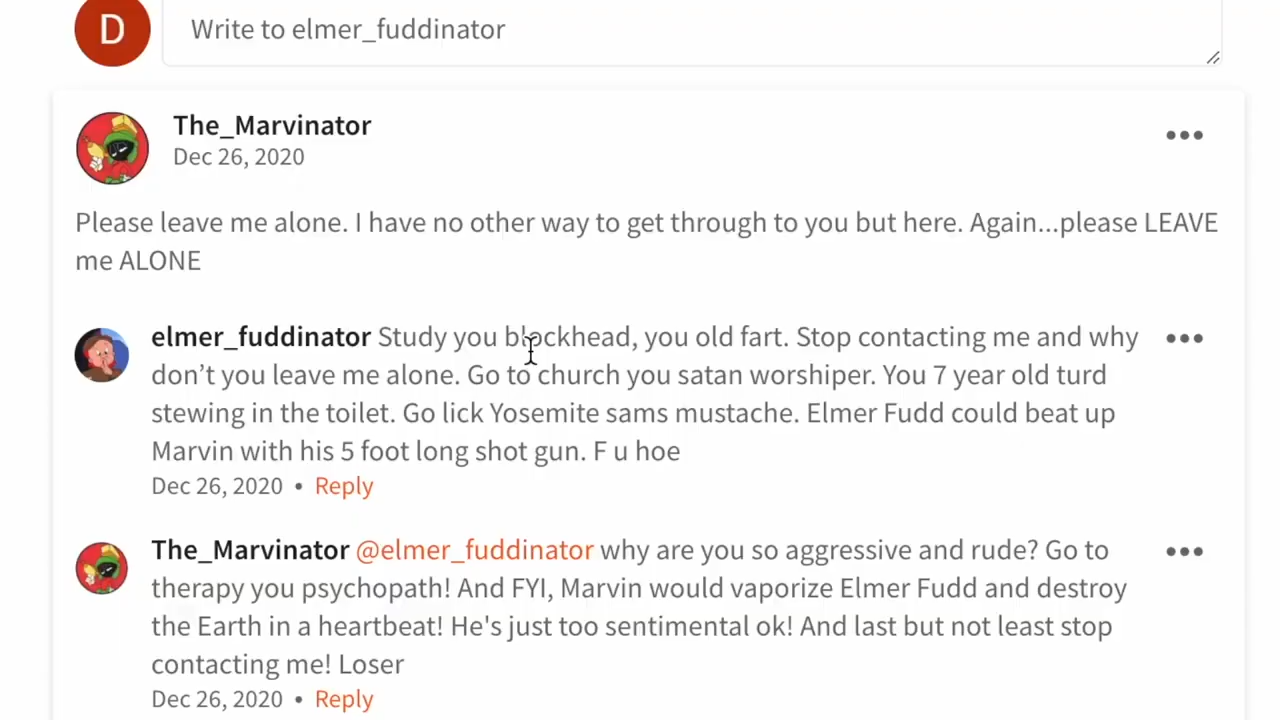 D
Write to elmer_fuddinator
The_Marvinator
Dec 26, 2020
Please leave me alone. I have no other way to get through to you but here. Again...please LEAVE
me ALONE
elmer_fuddinator Study you blockhead, you old fart. Stop contacting me and why
don’t you leave me alone. Go to church you satan worshiper. You 7 year old turd
stewing in the toilet. Go lick Yosemite sams mustache. Elmer Fudd could beat up
Marvin with his 5 foot long shot gun. F u hoe
Dec 26, 2020 • Reply
The_Marvinator @elmer_fuddinator why are you so aggressive and rude? Go to
therapy you psychopath! And FYI, Marvin would vaporize Elmer Fudd and destroy
the Earth in a heartbeat! He's just too sentimental ok! And last but not least stop
contacting me! Loser
Dec 26, 2020 • Reply